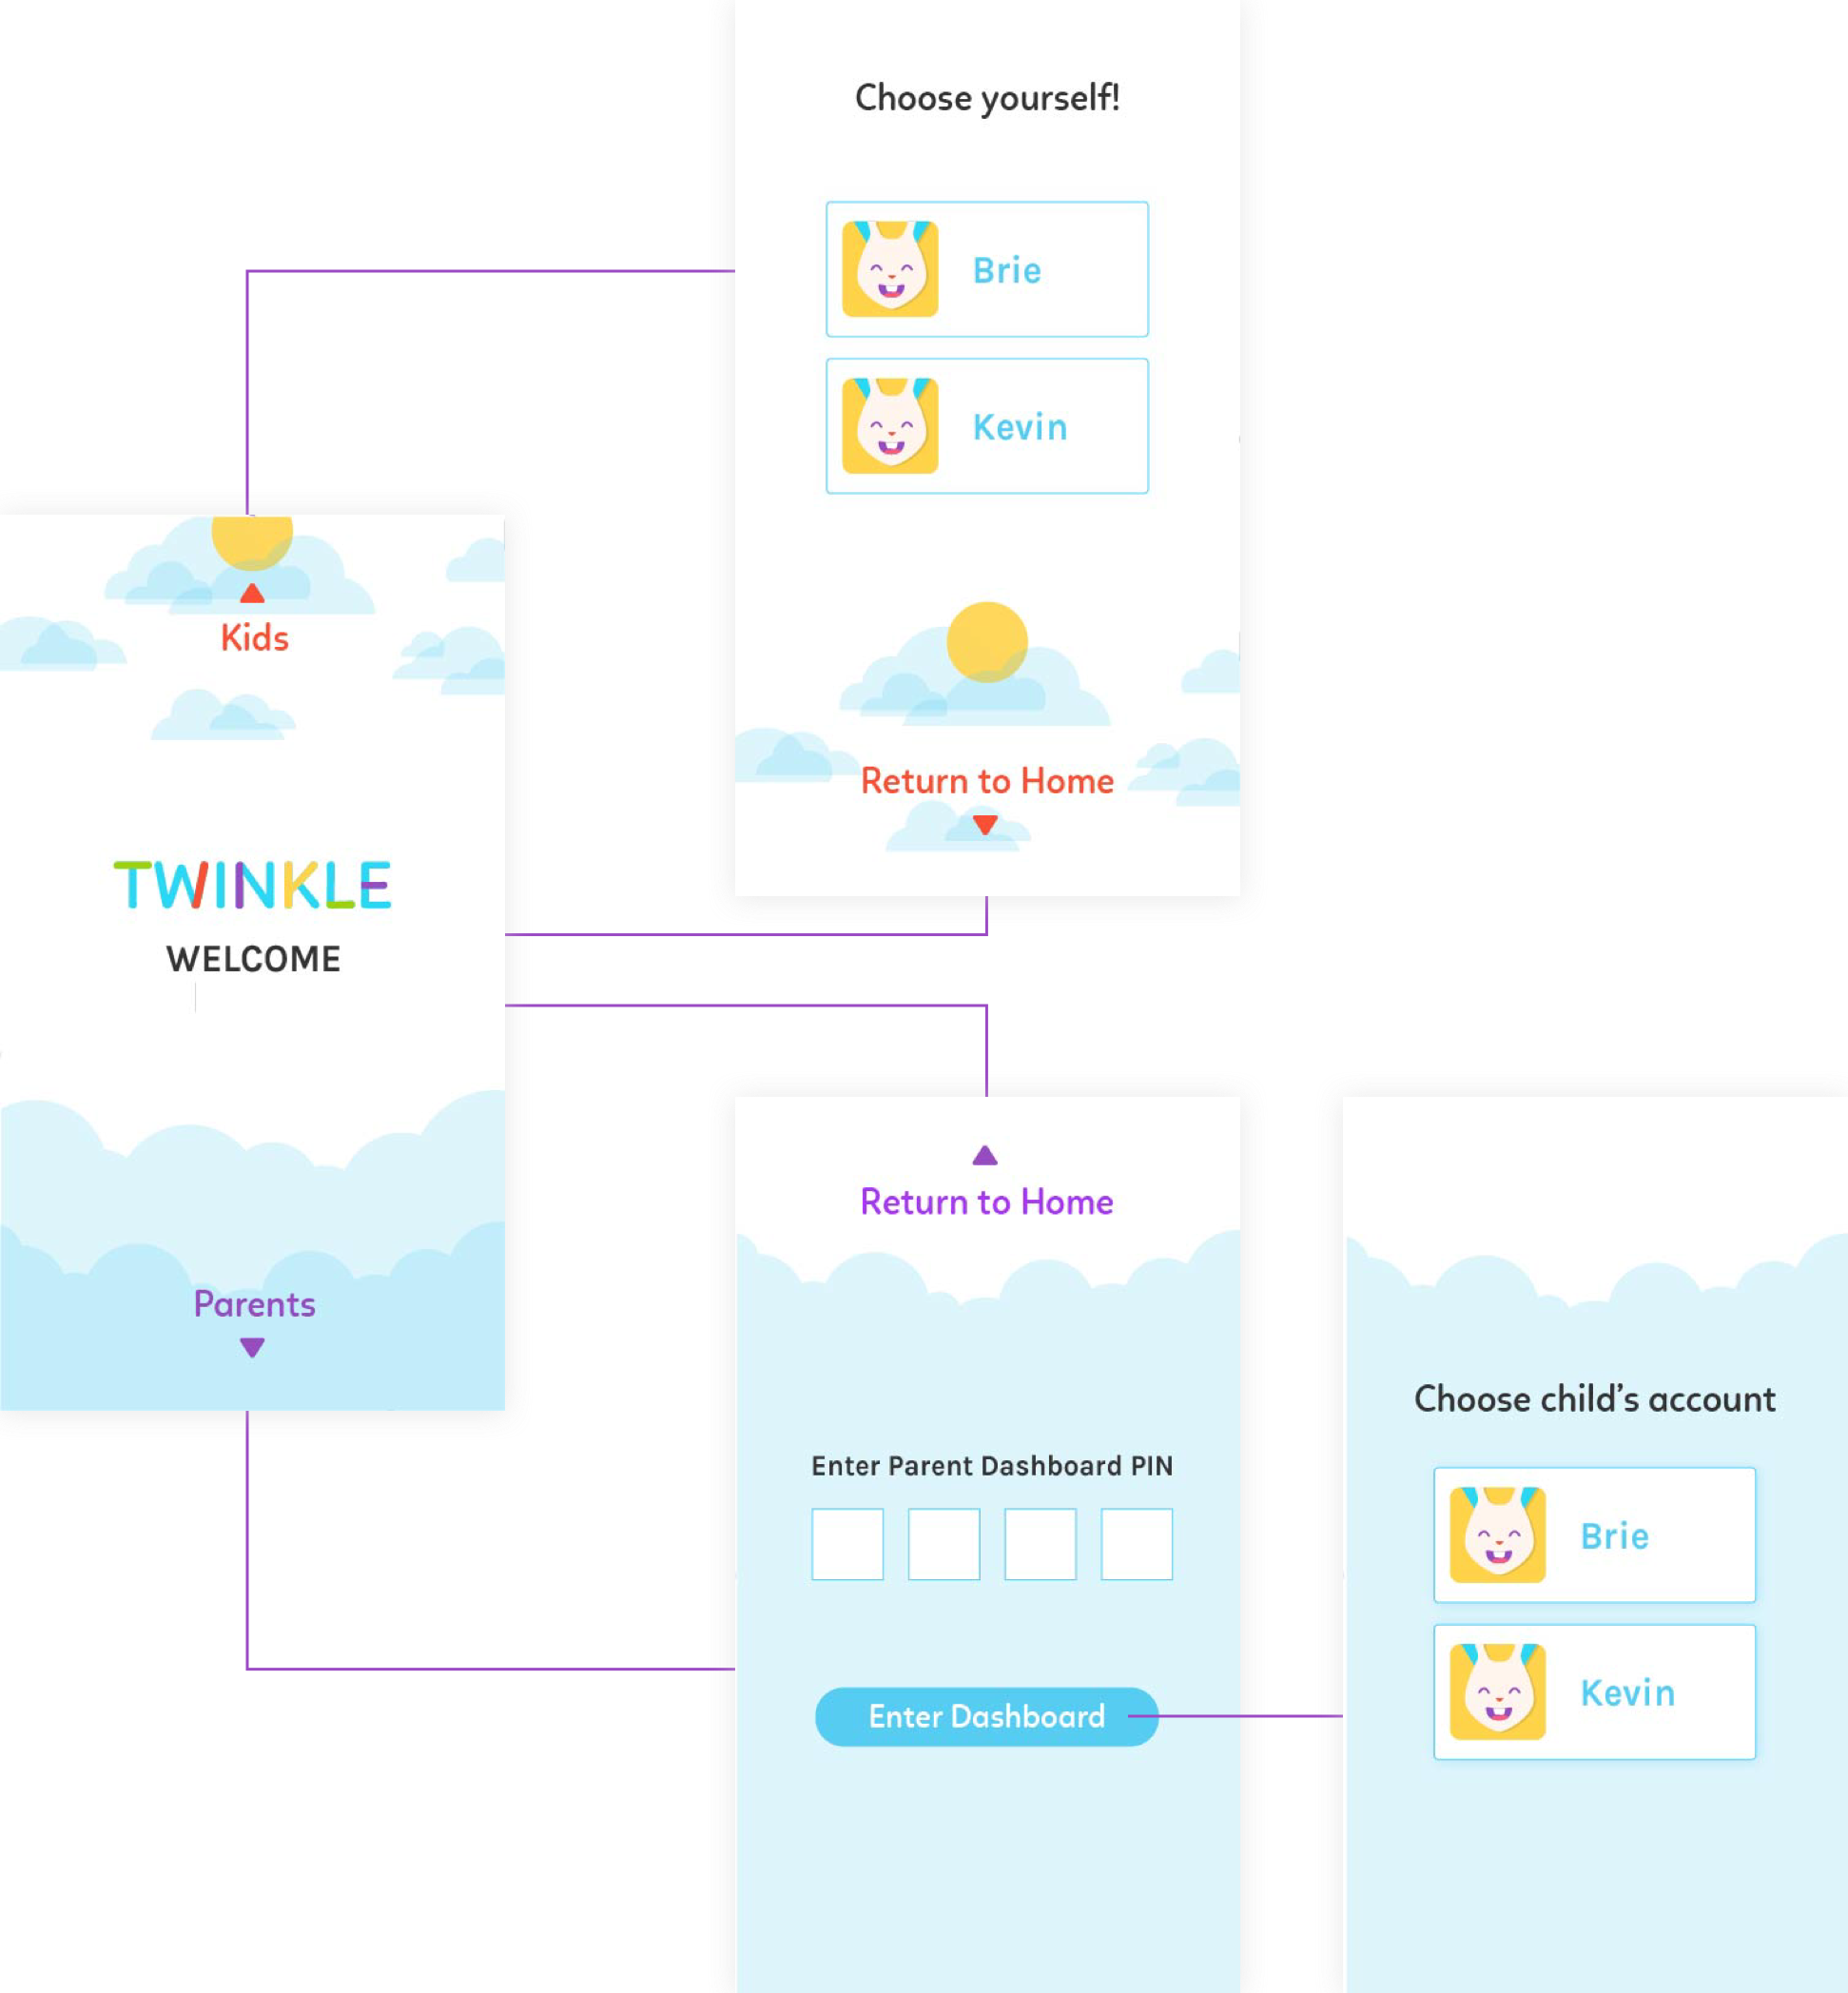 Choose yourself!
Brie
Kevin
Return to Home
Kids
TWINKLE
WELCOME
Parents
Return to Home
Enter Parent Dashboard PIN
Enter Dashboard
Choose child's account
Brie
Kevin